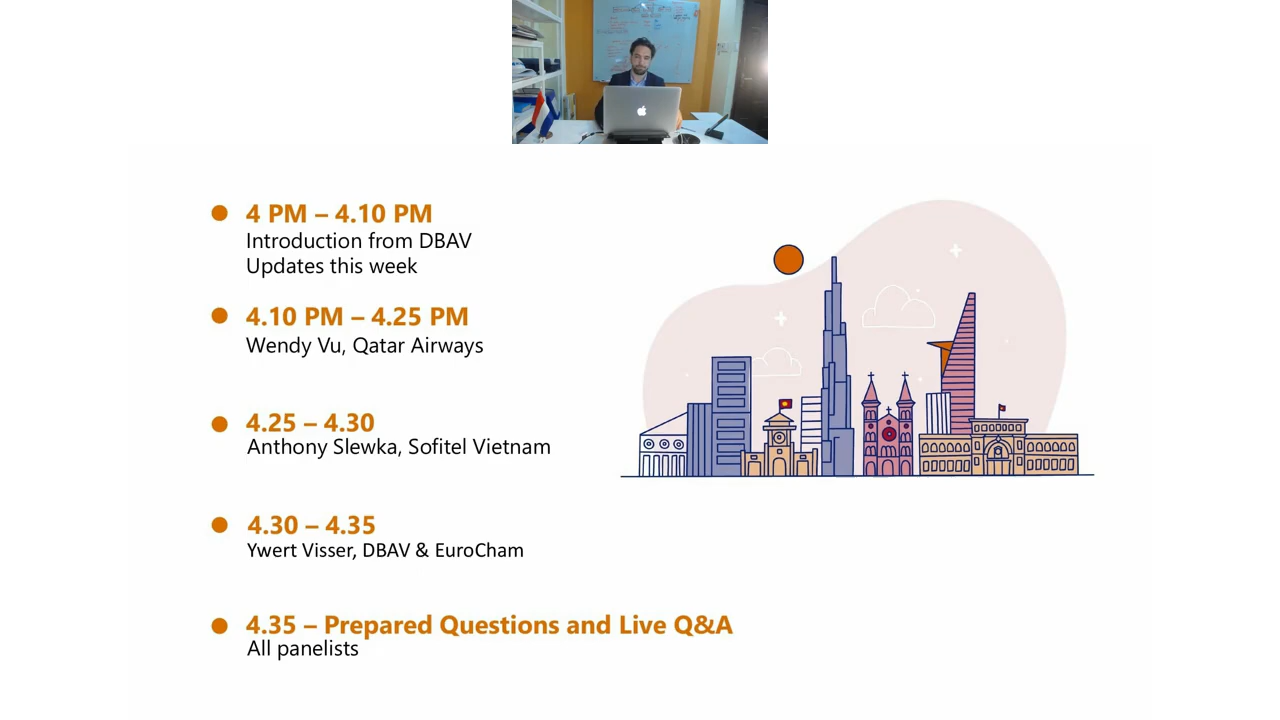 4 PM – 4.10 PM
Introduction from DBAV
Updates this week
4.10 PM – 4.25 PM
Wendy Vu, Qatar Airways
4.25 – 4.30
Anthony Slewka, Sofitel Vietnam
4.30 – 4.35
Ywert Visser, DBAV & EuroCham
4.35 – Prepared Questions and Live Q&A
All panelists